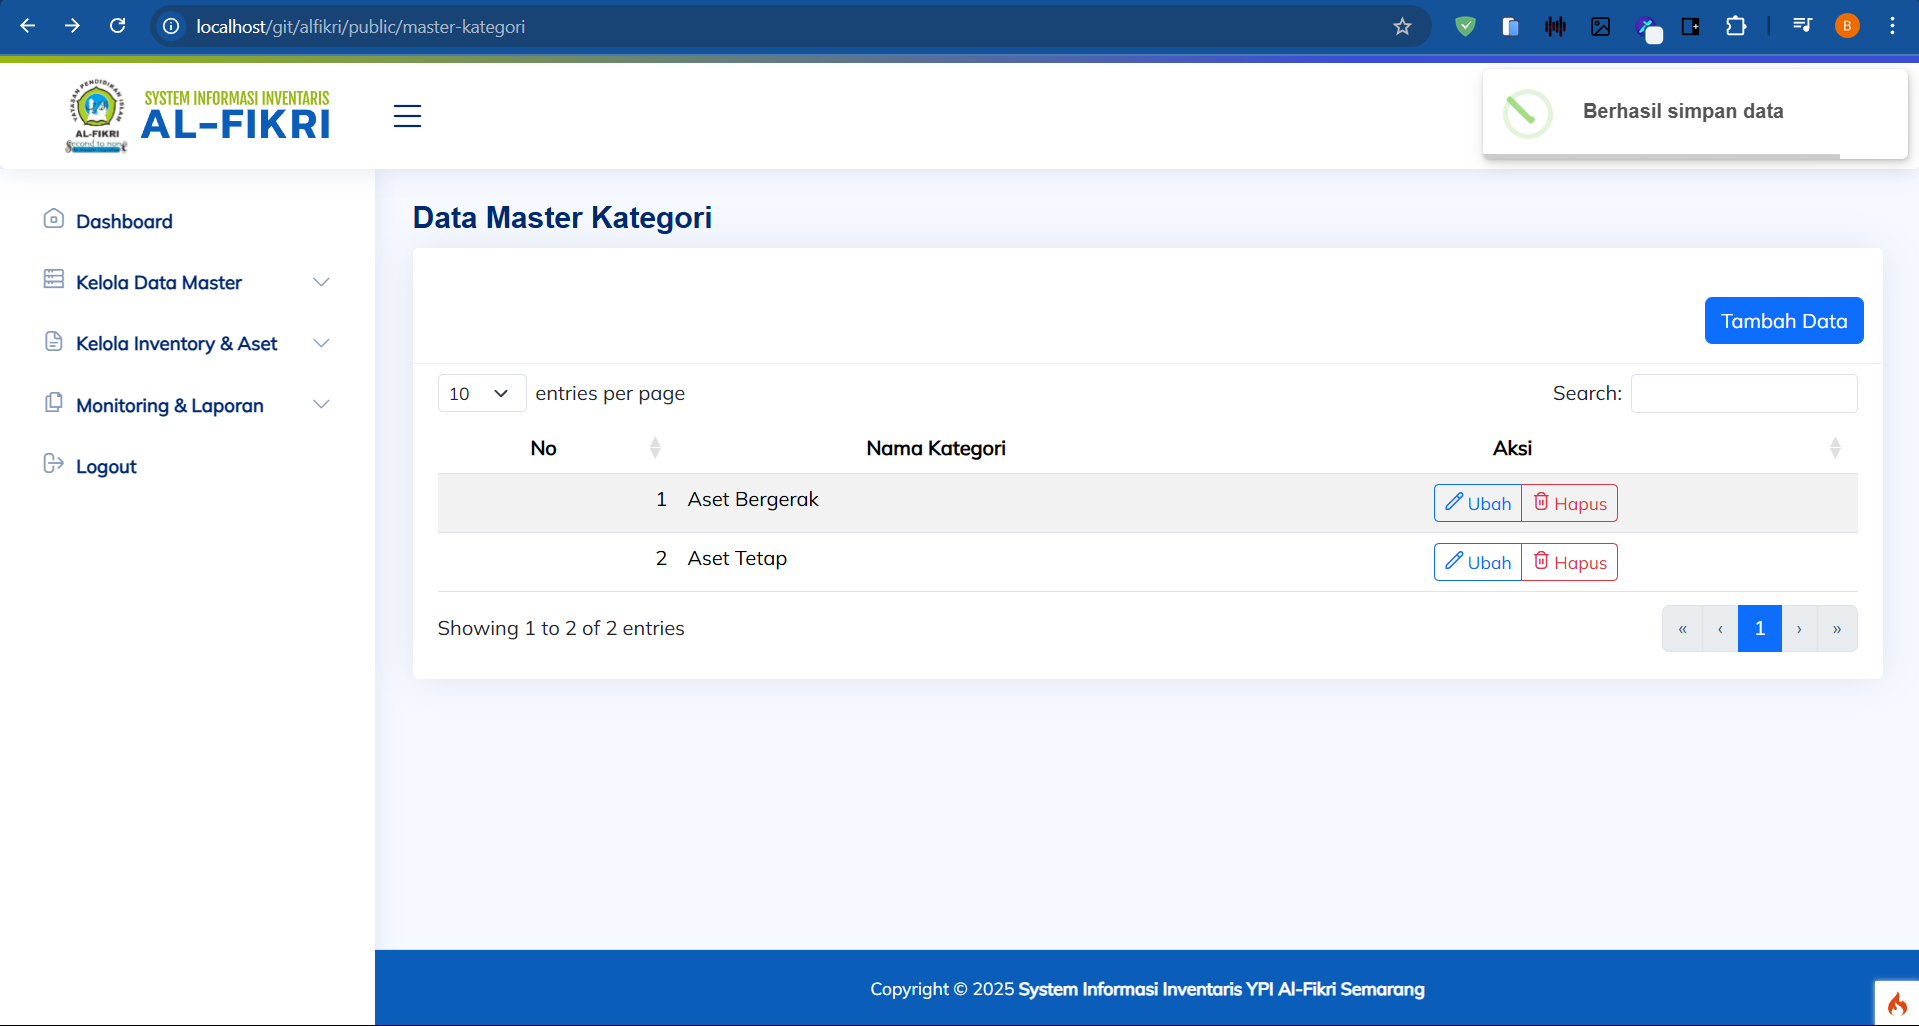 localhost/git/alfikri/public/master-kategori
B
YAYASAN PENDIDIKAN ISLAM
AL-FIKRI
Second to none
SYSTEM INFORMASI INVENTARIS
AL-FIKRI
Berhasil simpan data
Dashboard
Kelola Data Master
Kelola Inventory & Aset
Monitoring & Laporan
Logout
Data Master Kategori
Tambah Data
10 entries per page
Search:
No Nama Kategori Aksi
1 Aset Bergerak Ubah Hapus
2 Aset Tetap Ubah Hapus
Showing 1 to 2 of 2 entries
« ‹ 1 › »
Copyright © 2025 System Informasi Inventaris YPI Al-Fikri Semarang